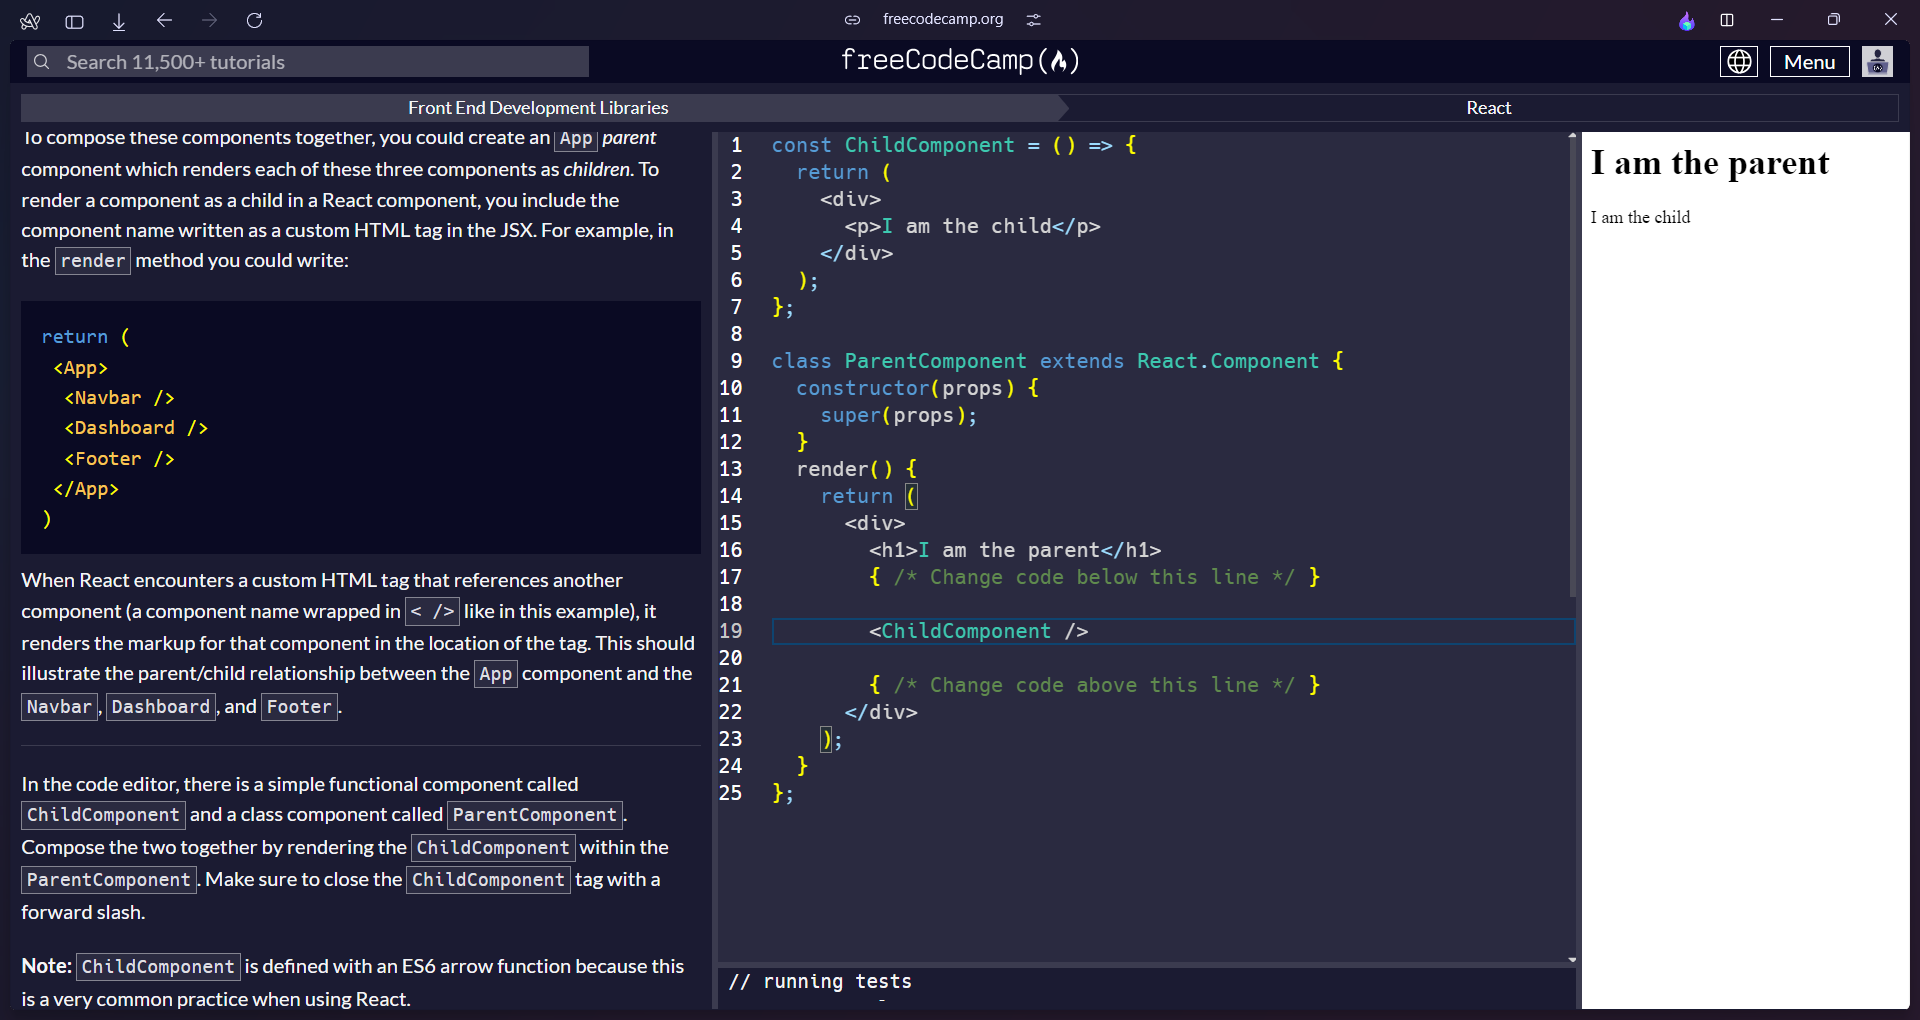 freecodecamp.org
Search 11,500+ tutorials
freeCodeCamp
Menu
Front End Development Libraries
React
To compose these components together, you could create an App parent
component which renders each of these three components as children. To
render a component as a child in a React component, you include the
component name written as a custom HTML tag in the JSX. For example, in
the render method you could write:
return (
<App>
<Navbar />
<Dashboard />
<Footer />
</App>
)
When React encounters a custom HTML tag that references another
component (a component name wrapped in < /> like in this example), it
renders the markup for that component in the location of the tag. This should
illustrate the parent/child relationship between the App component and the
Navbar, Dashboard, and Footer.
In the code editor, there is a simple functional component called
ChildComponent and a class component called ParentComponent.
Compose the two together by rendering the ChildComponent within the
ParentComponent. Make sure to close the ChildComponent tag with a
forward slash.
Note: ChildComponent is defined with an ES6 arrow function because this
is a very common practice when using React.
1 const ChildComponent = () => {
2 return (
3 <div>
4 <p>I am the child</p>
5 </div>
6 );
7 };
8
9 class ParentComponent extends React.Component {
10 constructor(props) {
11 super(props);
12 }
13 render() {
14 return (
15 <div>
16 <h1>I am the parent</h1>
17 { /* Change code below this line */ }
18
19 <ChildComponent />
20
21 { /* Change code above this line */ }
22 </div>
23 );
24 }
25 };
// running tests
I am the parent
I am the child